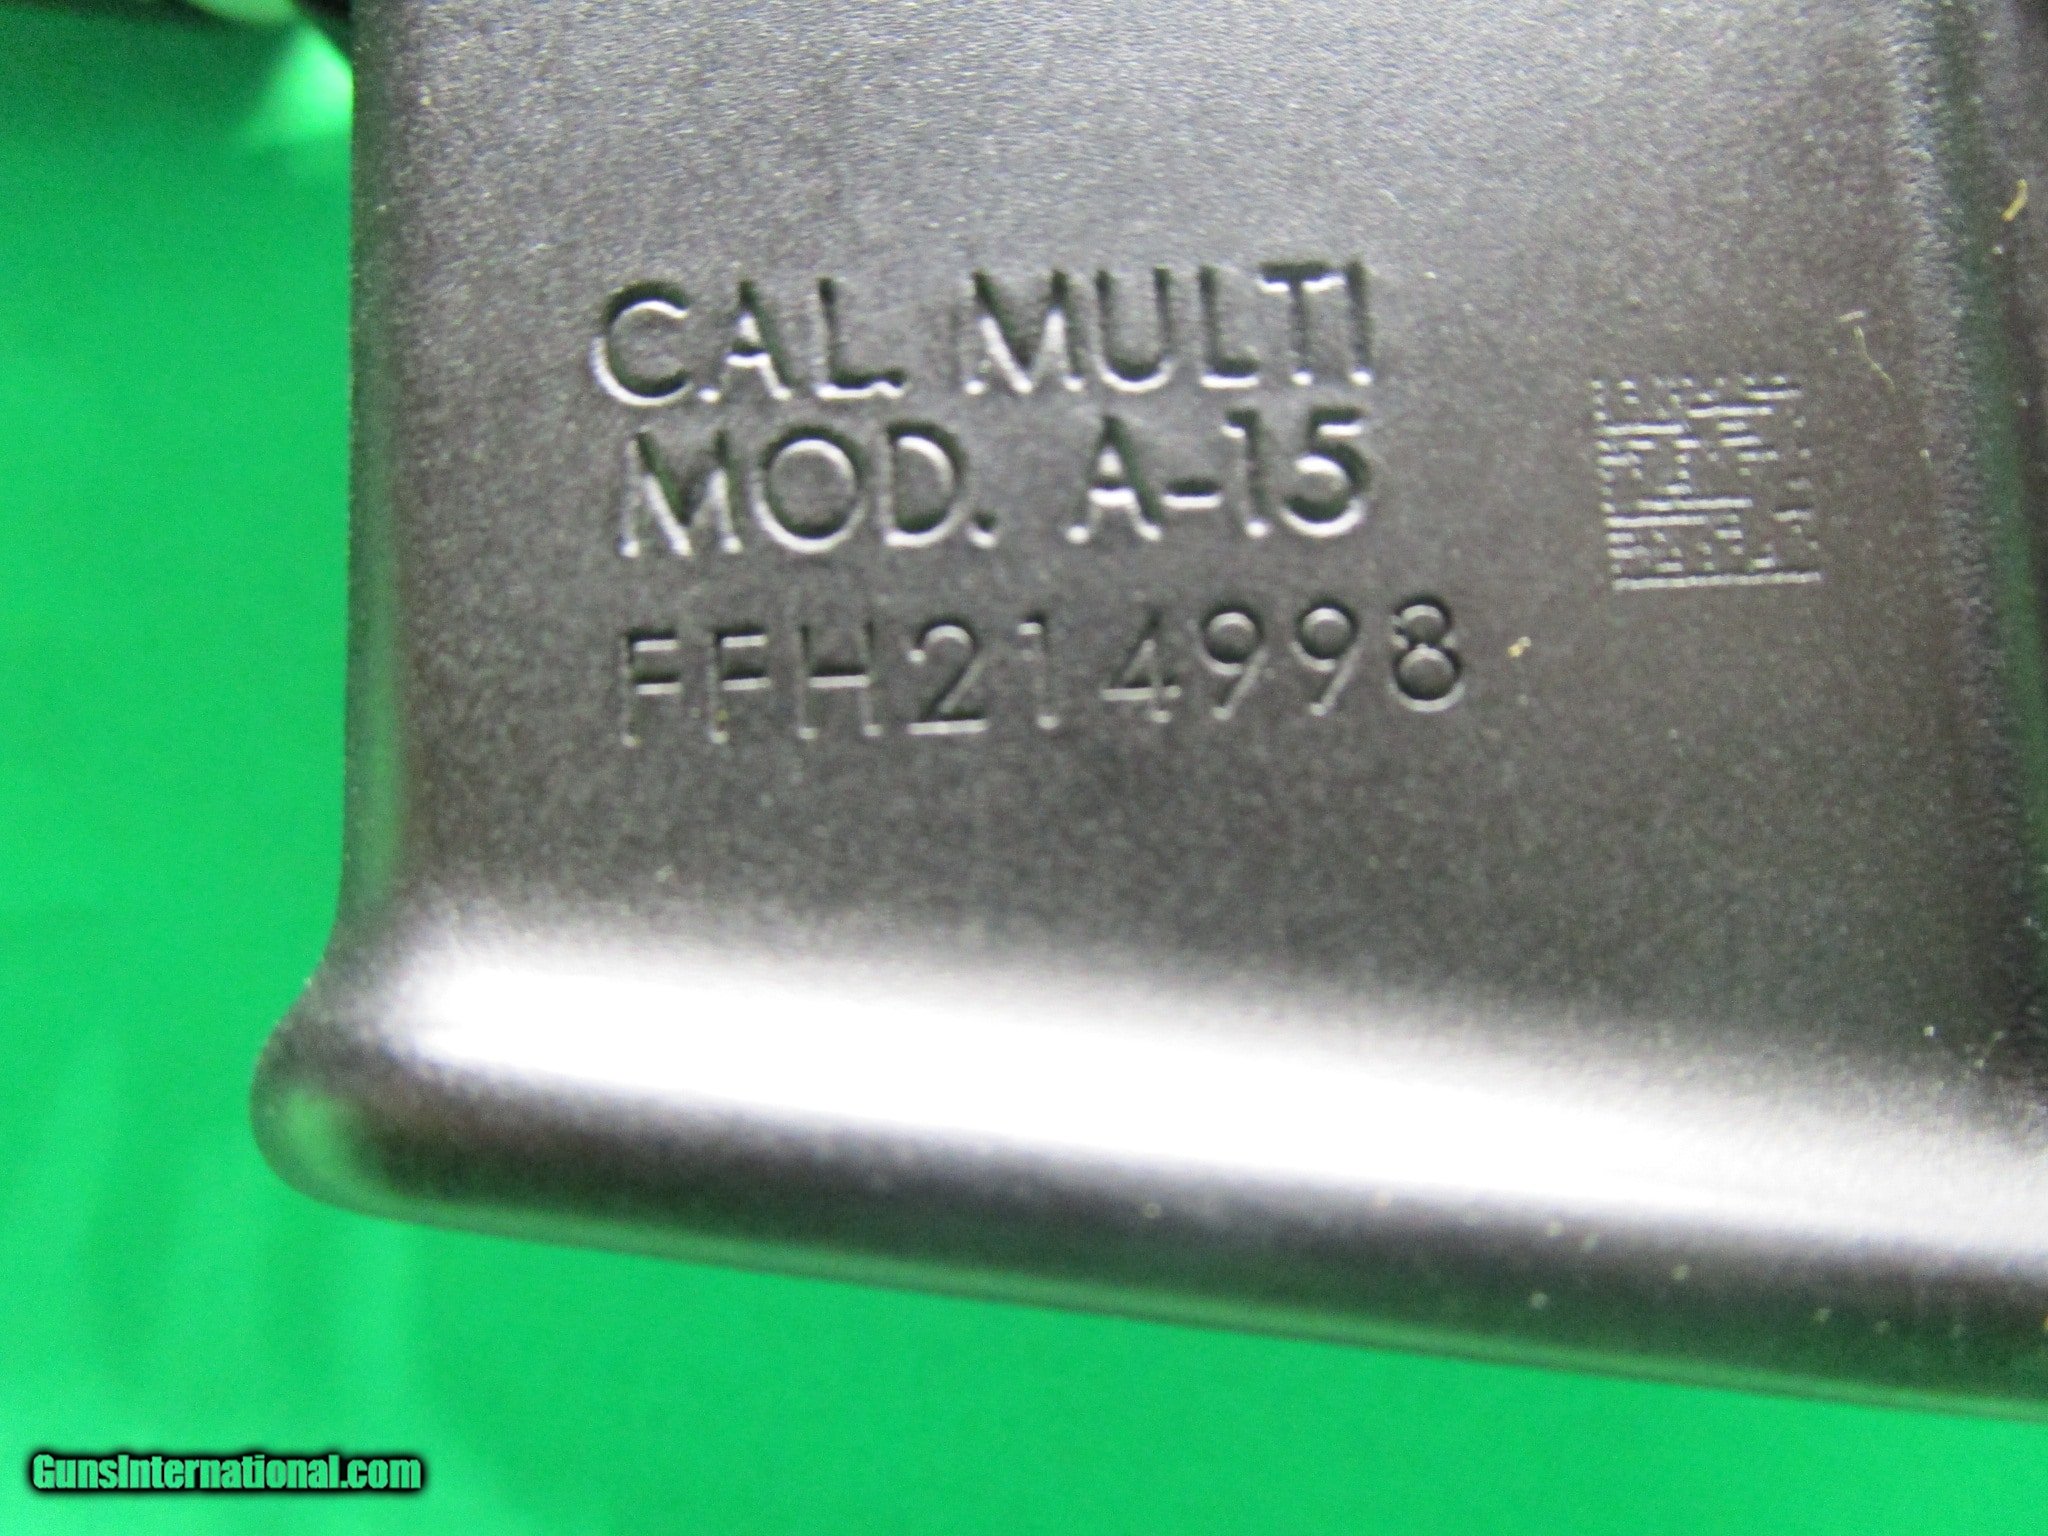 CAL. MULTI
MOD. A-15
FFH214998
GunsInternational.com